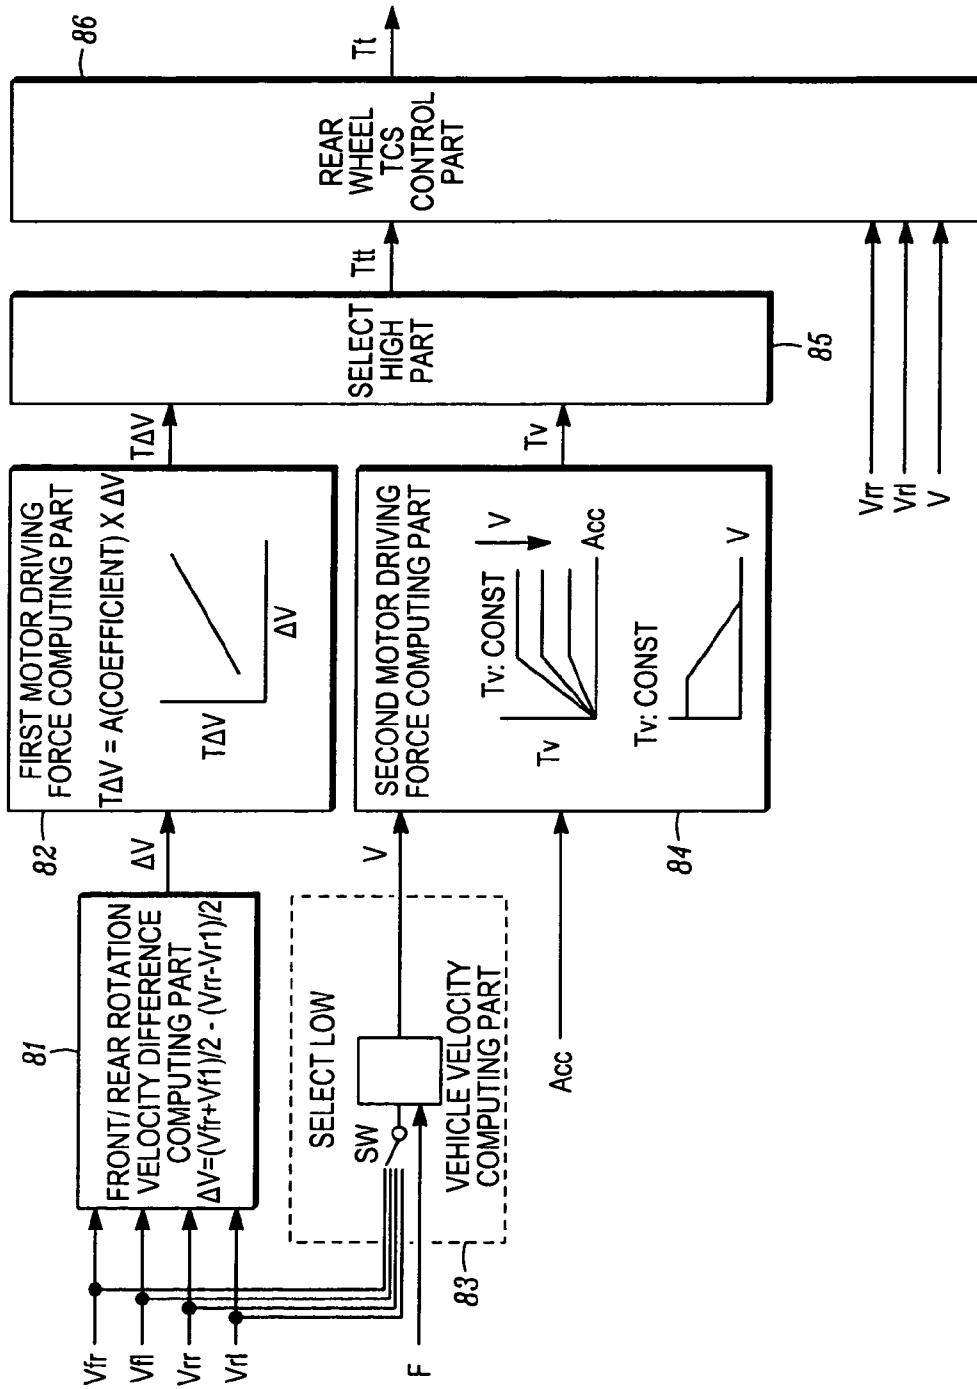 Vfr
Vfl
Vrr
Vrl
F
81
FRONT/ REAR ROTATION
VELOCITY DIFFERENCE
COMPUTING PART
ΔV=(Vfr+Vf1)/2 - (Vrr-Vr1)/2
ΔV
82
FIRST MOTOR DRIVING
FORCE COMPUTING PART
TΔV = A(COEFFICIENT) X ΔV
TΔV
ΔV
TΔV
83
SELECT LOW
SW
VEHICLE VELOCITY
COMPUTING PART
V
Acc
84
SECOND MOTOR DRIVING
FORCE COMPUTING PART
Tv: CONST
V
Tv
Acc
Tv: CONST
V
Tv
SELECT
HIGH
PART
85
Ttt
REAR
WHEEL
TCS
CONTROL
PART
86
Tt
Vrr
Vrl
V